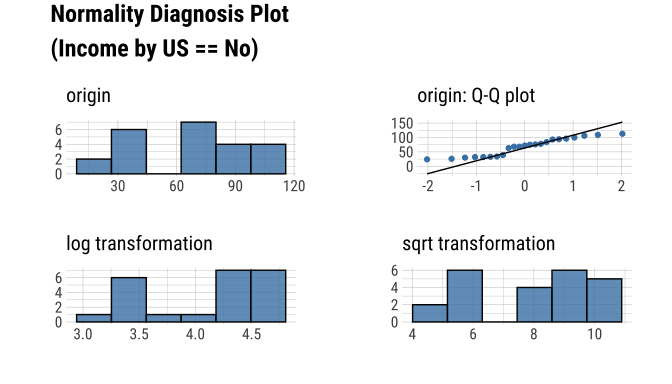 Normality Diagnosis Plot
(Income by US == No)
origin
6
4
2
0
30 60 90 120
origin: Q-Q plot
150
100
50
0
-2 -1 0 1 2
log transformation
6
4
2
0
3.0 3.5 4.0 4.5
sqrt transformation
6
4
2
0
4 6 8 10